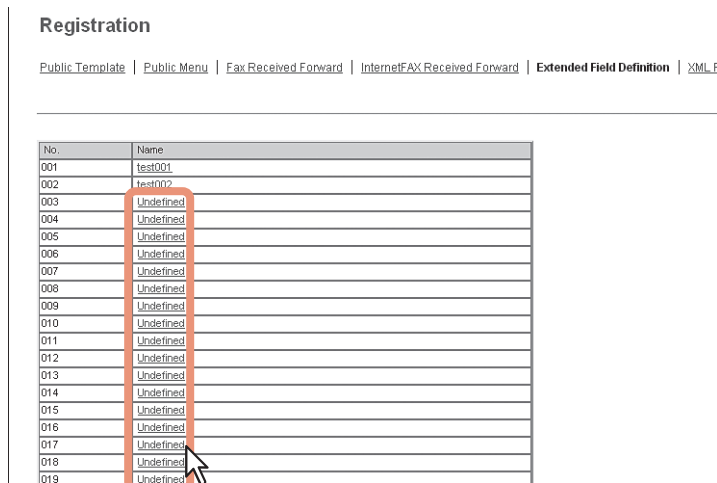 Registration
Public Template | Public Menu | Fax Received Forward | InternetFAX Received Forward | Extended Field Definition | XML F
No. Name
001 test001
002 test002
003 Undefined
004 Undefined
005 Undefined
006 Undefined
007 Undefined
008 Undefined
009 Undefined
010 Undefined
011 Undefined
012 Undefined
013 Undefined
014 Undefined
015 Undefined
016 Undefined
017 Undefined
018 Undefined
019 Undefined